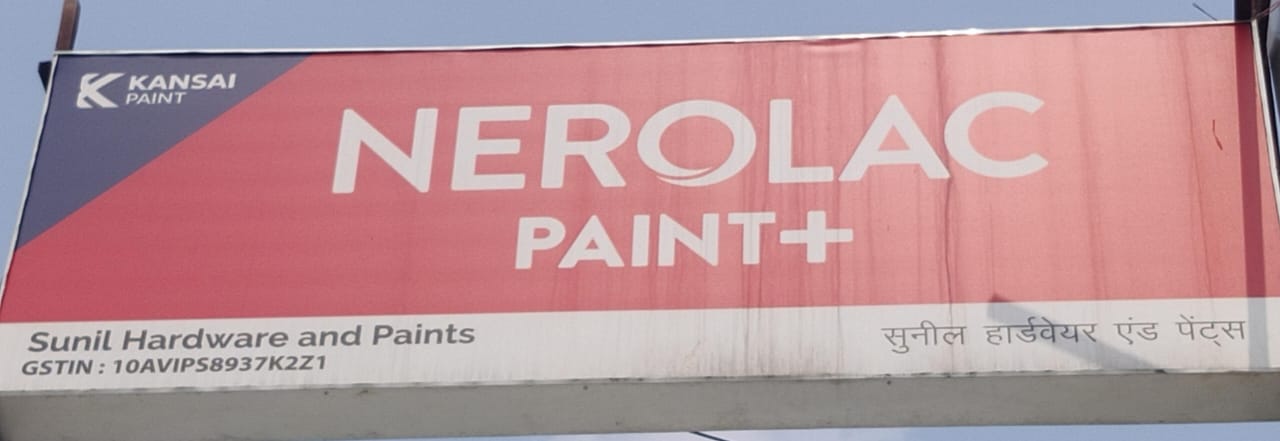 KANSAI
PAINT
NEROLAC
PAINT+
Sunil Hardware and Paints
GSTIN : 10AVIPS8937K2Z1
सुनील हार्डवेयर एंड पेंट्स